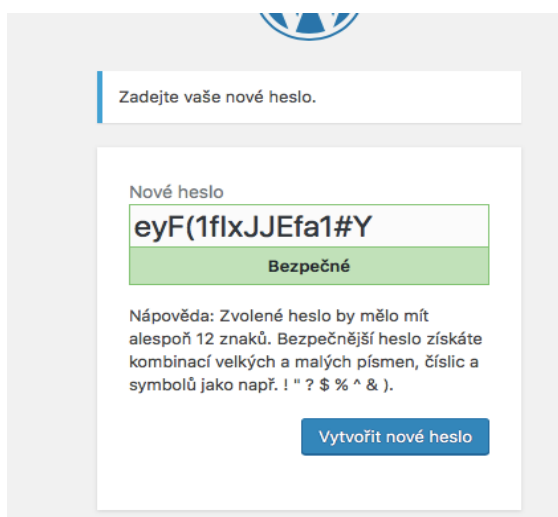 Zadejte vaše nové heslo.
Nové heslo
eyF(1flxJJEfa1#Y
Bezpečné
Nápověda: Zvolené heslo by mělo mít
alespoň 12 znaků. Bezpečnější heslo získáte
kombinací velkých a malých písmen, číslic a
symbolů jako např. ! " ? $ % ^ & ).
Vytvořit nové heslo